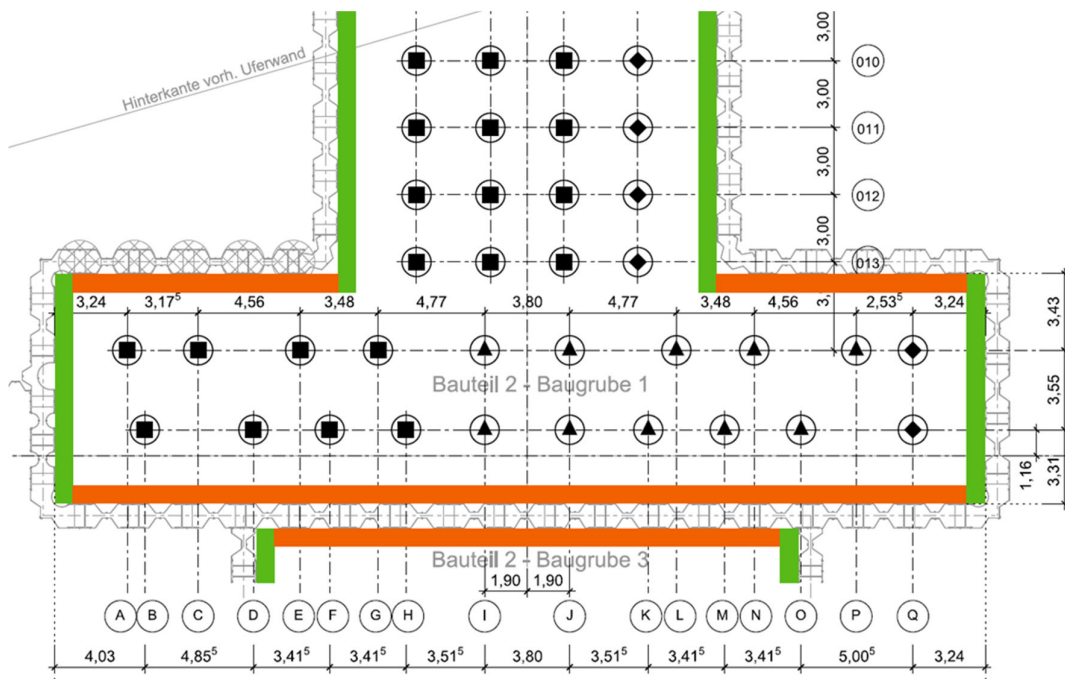 Hinterkante vorh. Uferwand
3,00
010
3,00
011
3,00
012
3,00
013
3,24 3,17⁵ 4,56 3,48 4,77 3,80 4,77 3,48 4,56 2,53⁵ 3,24
3,
3,43
Bauteil 2 - Baugrube 1
3,55
1,16
3,31
Bauteil 2 - Baugrube 3
1,90 1,90
A B C D E F G H I J K L M N O P Q
4,03 4,85⁵ 3,41⁵ 3,41⁵ 3,51⁵ 3,80 3,51⁵ 3,41⁵ 3,41⁵ 5,00⁵ 3,24